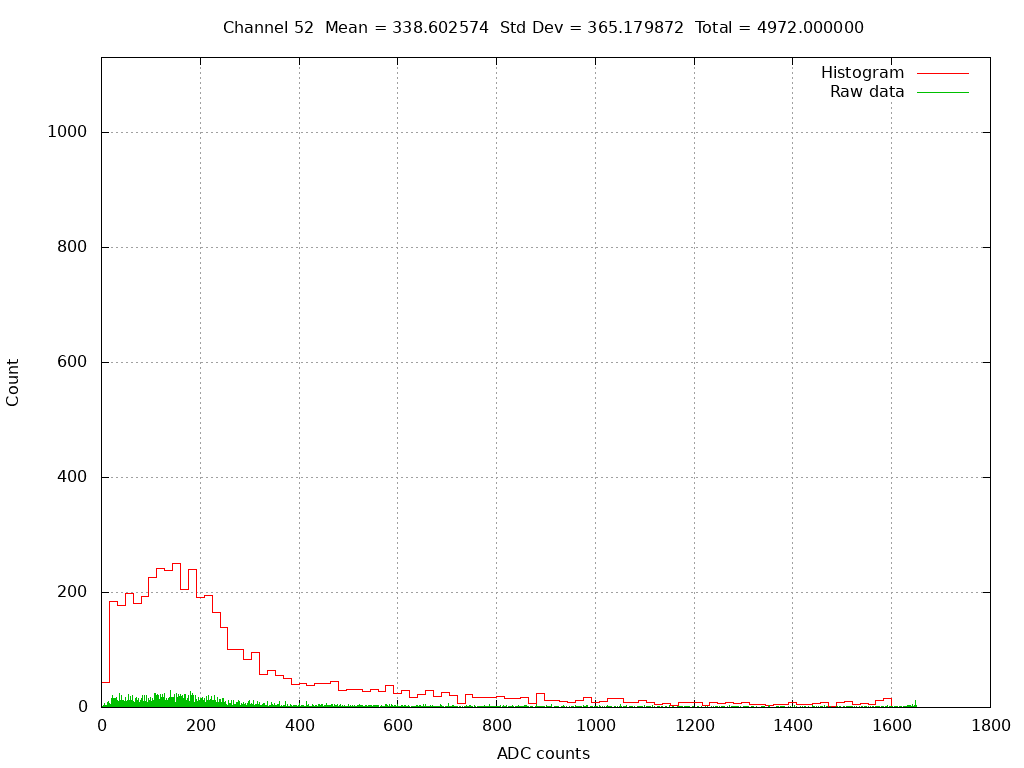 Channel 52  Mean = 338.602574  Std Dev = 365.179872  Total = 4972.000000
Histogram
Raw data
1000
800
600
400
200
0
Count
0 200 400 600 800 1000 1200 1400 1600 1800
ADC counts